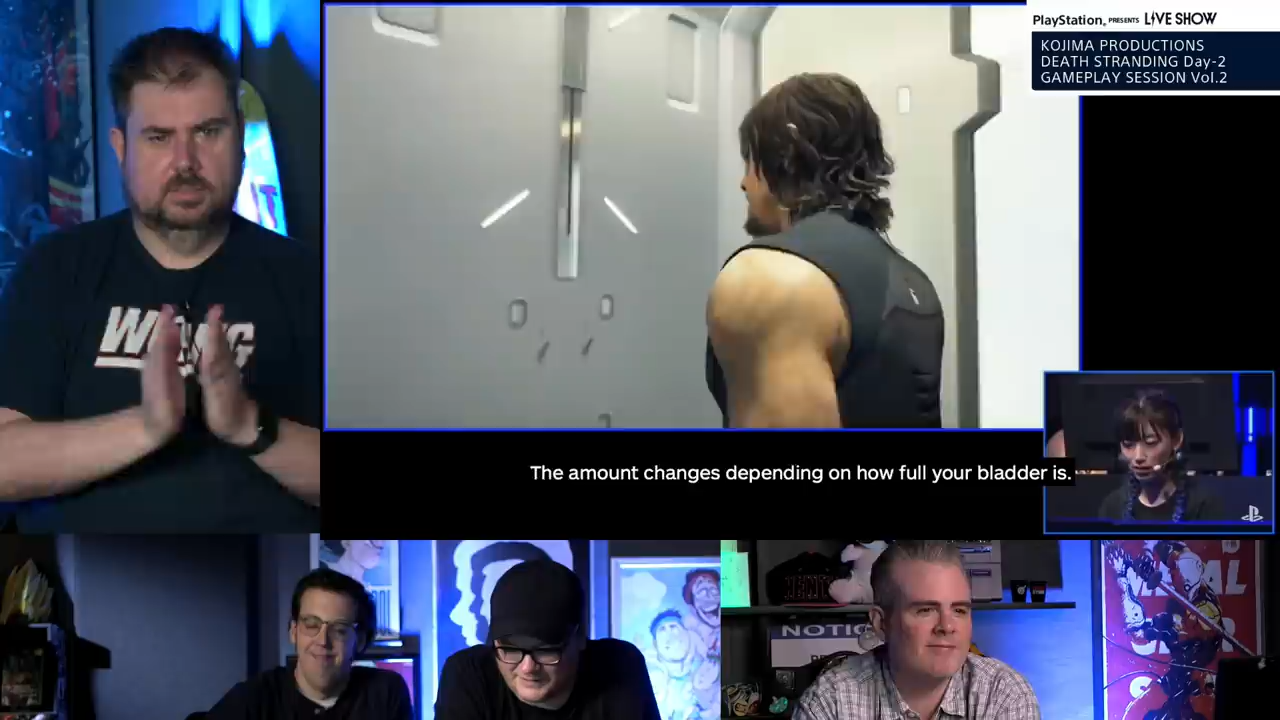 PlayStation® PRESENTS LIVE SHOW
KOJIMA PRODUCTIONS
DEATH STRANDING Day-2
GAMEPLAY SESSION Vol.2
The amount changes depending on how full your bladder is.